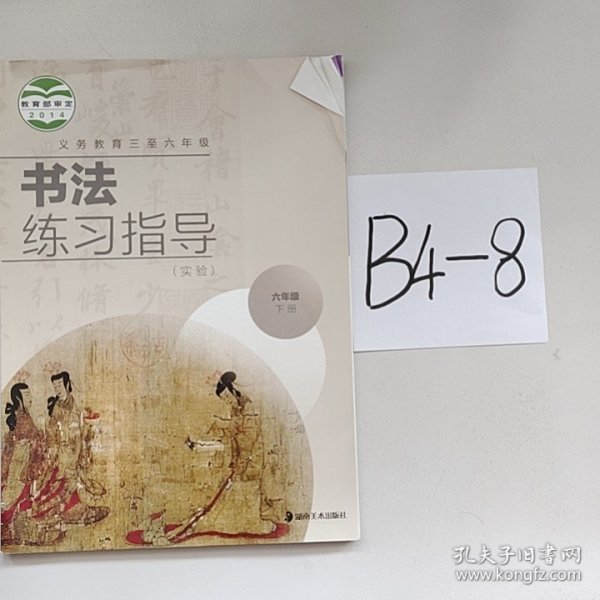 教育部审定
2014
义务教育三至六年级
书法
练习指导
(实验)
六年级
下册
湖南美术出版社
B4-8
孔夫子旧书网
www.kongfz.com